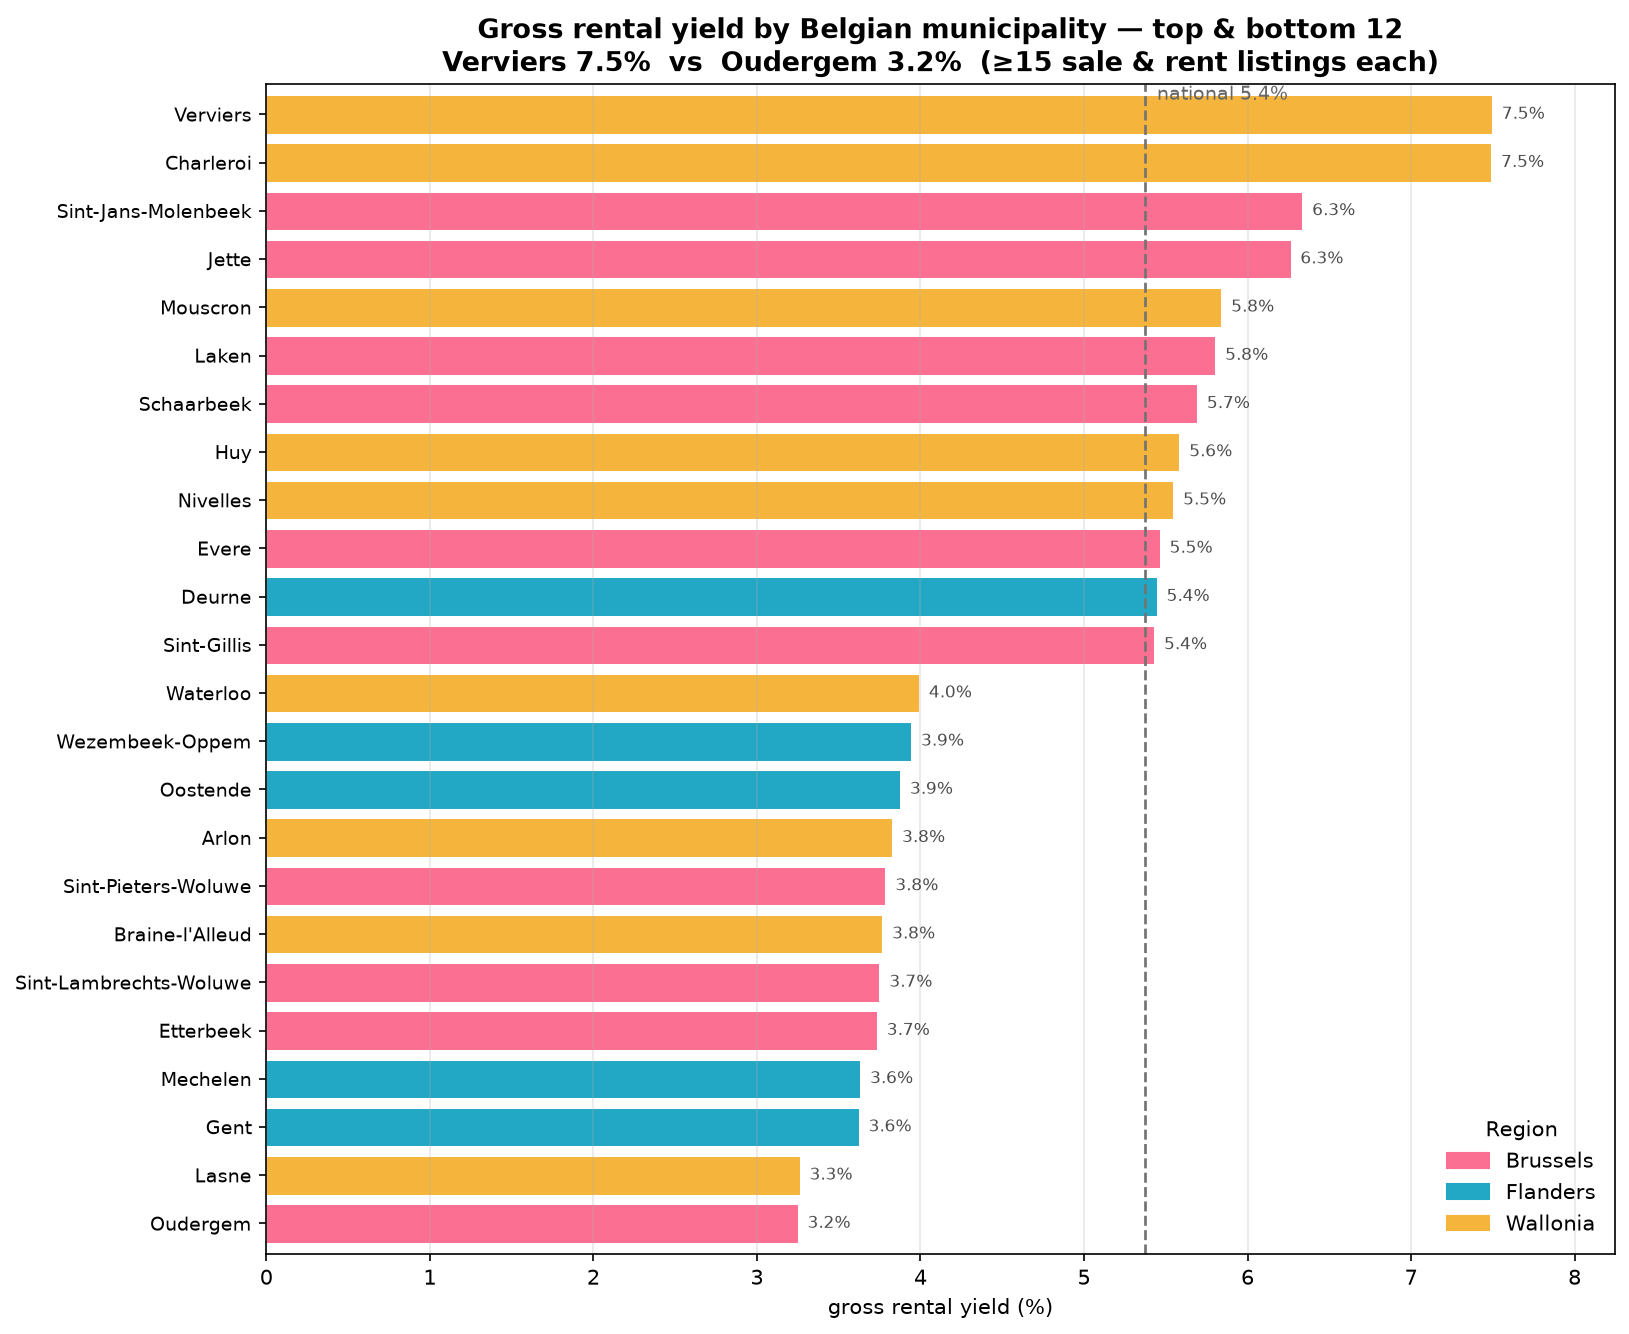 Gross rental yield by Belgian municipality — top & bottom 12
Verviers 7.5%  vs  Oudergem 3.2%  (≥15 sale & rent listings each)
national 5.4%
Verviers 7.5%
Charleroi 7.5%
Sint-Jans-Molenbeek 6.3%
Jette 6.3%
Mouscron 5.8%
Laken 5.8%
Schaarbeek 5.7%
Huy 5.6%
Nivelles 5.5%
Evere 5.5%
Deurne 5.4%
Sint-Gillis 5.4%
Waterloo 4.0%
Wezembeek-Oppem 3.9%
Oostende 3.9%
Arlon 3.8%
Sint-Pieters-Woluwe 3.8%
Braine-l'Alleud 3.8%
Sint-Lambrechts-Woluwe 3.7%
Etterbeek 3.7%
Mechelen 3.6%
Gent 3.6%
Lasne 3.3%
Oudergem 3.2%
Region
Brussels
Flanders
Wallonia
0 1 2 3 4 5 6 7 8
gross rental yield (%)